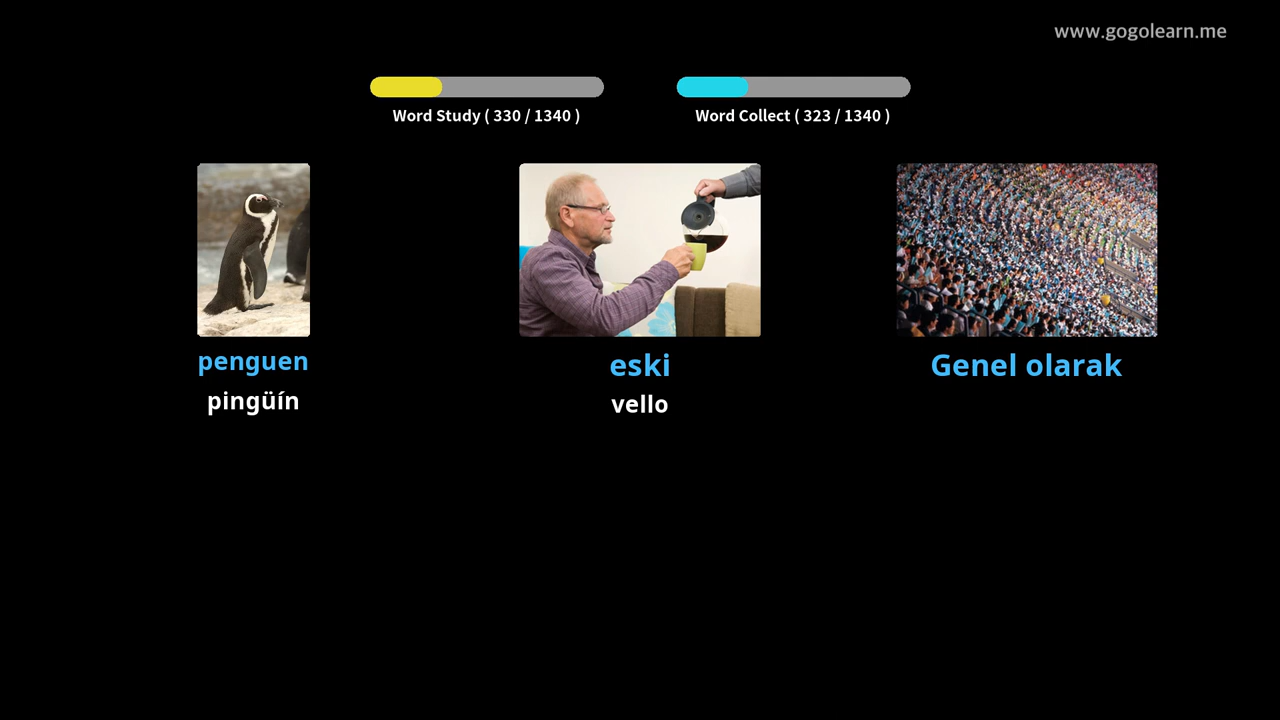 www.gogolearn.me
Word Study ( 330 / 1340 )
Word Collect ( 323 / 1340 )
penguen
pingüín
eski
vello
Genel olarak